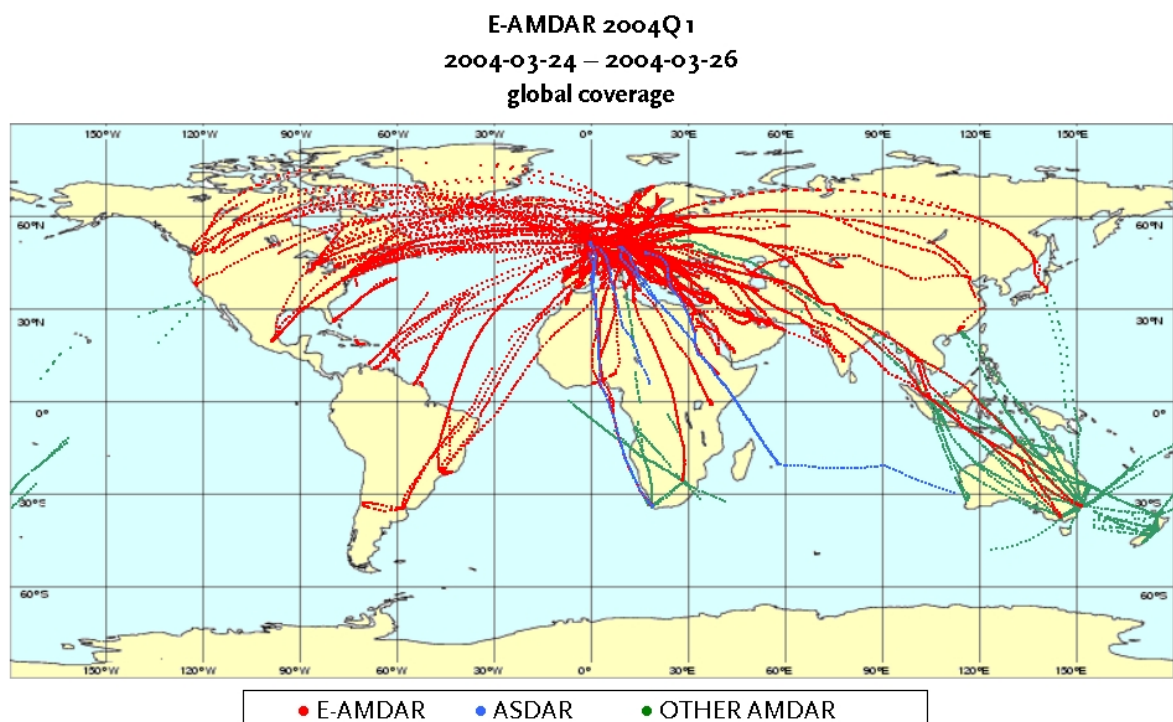 E-AMDAR 2004Q1
2004-03-24 – 2004-03-26
global coverage
150°W 120°W 90°W 60°W 30°W 0° 30°E 60°E 90°E 120°E 150°E
60°N 60°N
30°N 30°N
0° 0°
30°S 30°S
60°S 60°S
150°W 120°W 90°W 60°W 30°W 0° 30°E 60°E 90°E 120°E 150°E
E-AMDAR ASDAR OTHER AMDAR